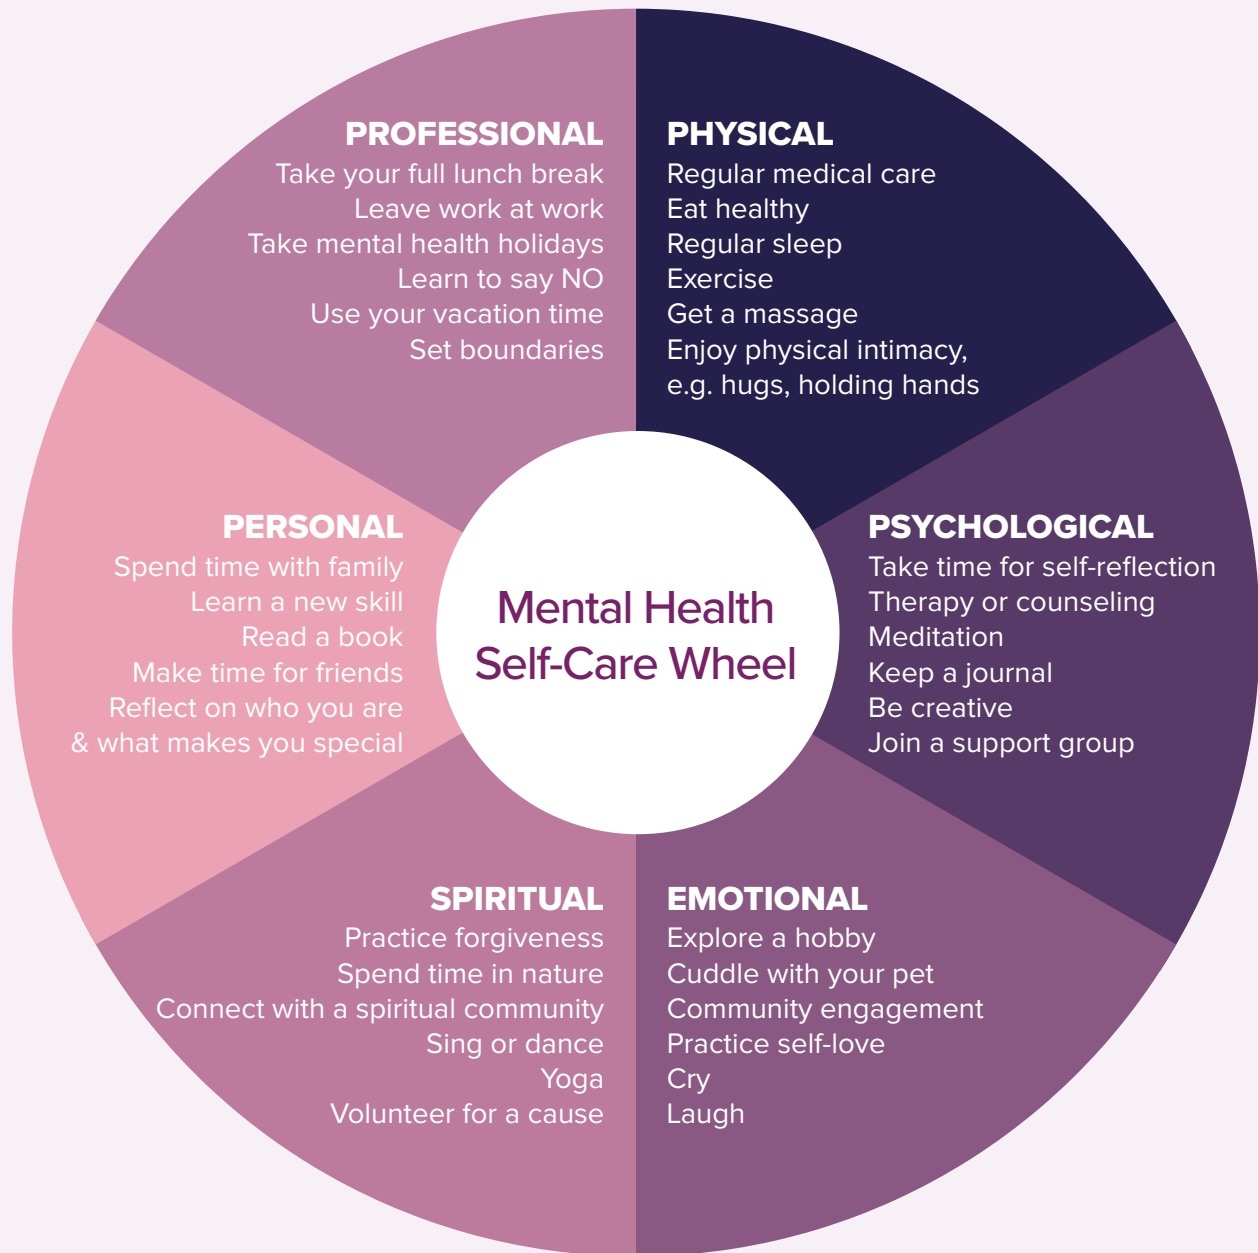 PROFESSIONAL
Take your full lunch break
Leave work at work
Take mental health holidays
Learn to say NO
Use your vacation time
Set boundaries
PHYSICAL
Regular medical care
Eat healthy
Regular sleep
Exercise
Get a massage
Enjoy physical intimacy,
e.g. hugs, holding hands
PERSONAL
Spend time with family
Learn a new skill
Read a book
Make time for friends
Reflect on who you are
& what makes you special
Mental Health
Self-Care Wheel
PSYCHOLOGICAL
Take time for self-reflection
Therapy or counseling
Meditation
Keep a journal
Be creative
Join a support group
SPIRITUAL
Practice forgiveness
Spend time in nature
Connect with a spiritual community
Sing or dance
Yoga
Volunteer for a cause
EMOTIONAL
Explore a hobby
Cuddle with your pet
Community engagement
Practice self-love
Cry
Laugh